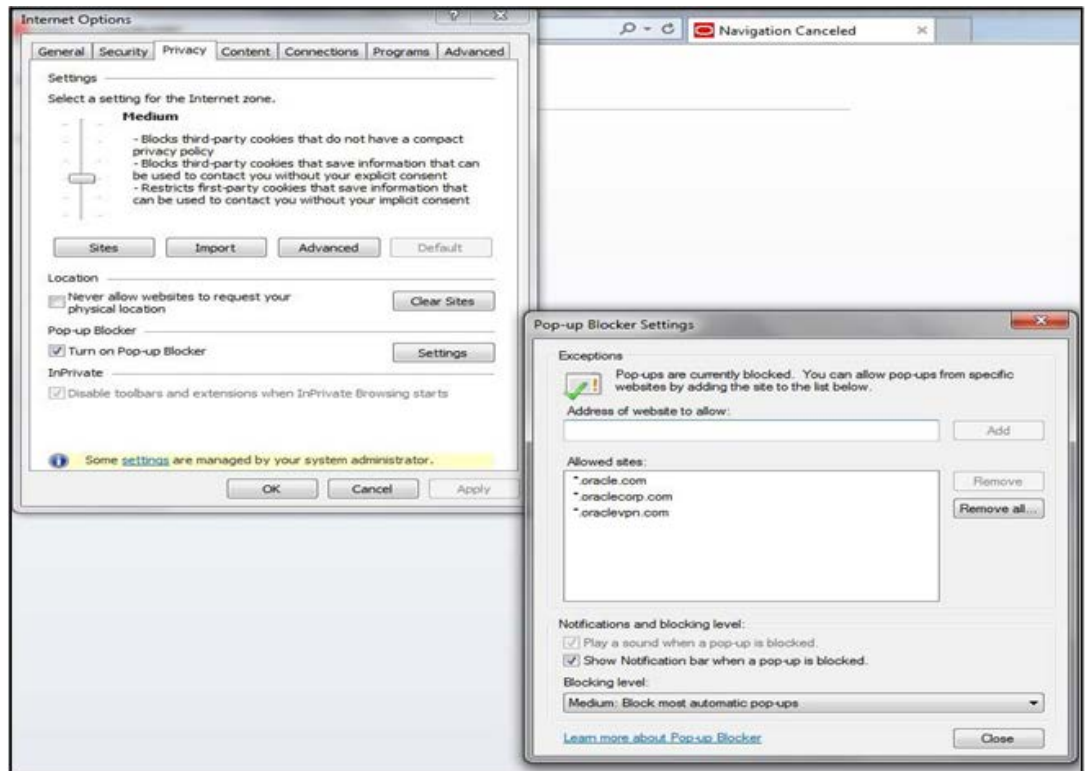 Internet Options
Navigation Canceled
General Security Privacy Content Connections Programs Advanced
Settings
Select a setting for the Internet zone.
Medium
- Blocks third-party cookies that do not have a compact
privacy policy
- Blocks third-party cookies that save information that can
be used to contact you without your explicit consent
- Restricts first-party cookies that save information that
can be used to contact you without your implicit consent
Sites Import Advanced Default
Location
Never allow websites to request your
physical location
Clear Sites
Pop-up Blocker
Turn on Pop-up Blocker
Settings
InPrivate
Disable toolbars and extensions when InPrivate Browsing starts
Some settings are managed by your system administrator.
OK Cancel Apply
Pop-up Blocker Settings
Exceptions
Pop-ups are currently blocked. You can allow pop-ups from specific
websites by adding the site to the list below.
Address of website to allow:
Add
Allowed sites:
*.oracle.com
*.oraclecorp.com
*.oraclevpn.com
Remove
Remove all...
Notifications and blocking level:
Play a sound when a pop-up is blocked.
Show Notification bar when a pop-up is blocked.
Blocking level:
Medium: Block most automatic pop-ups
Learn more about Pop-up Blocker
Close